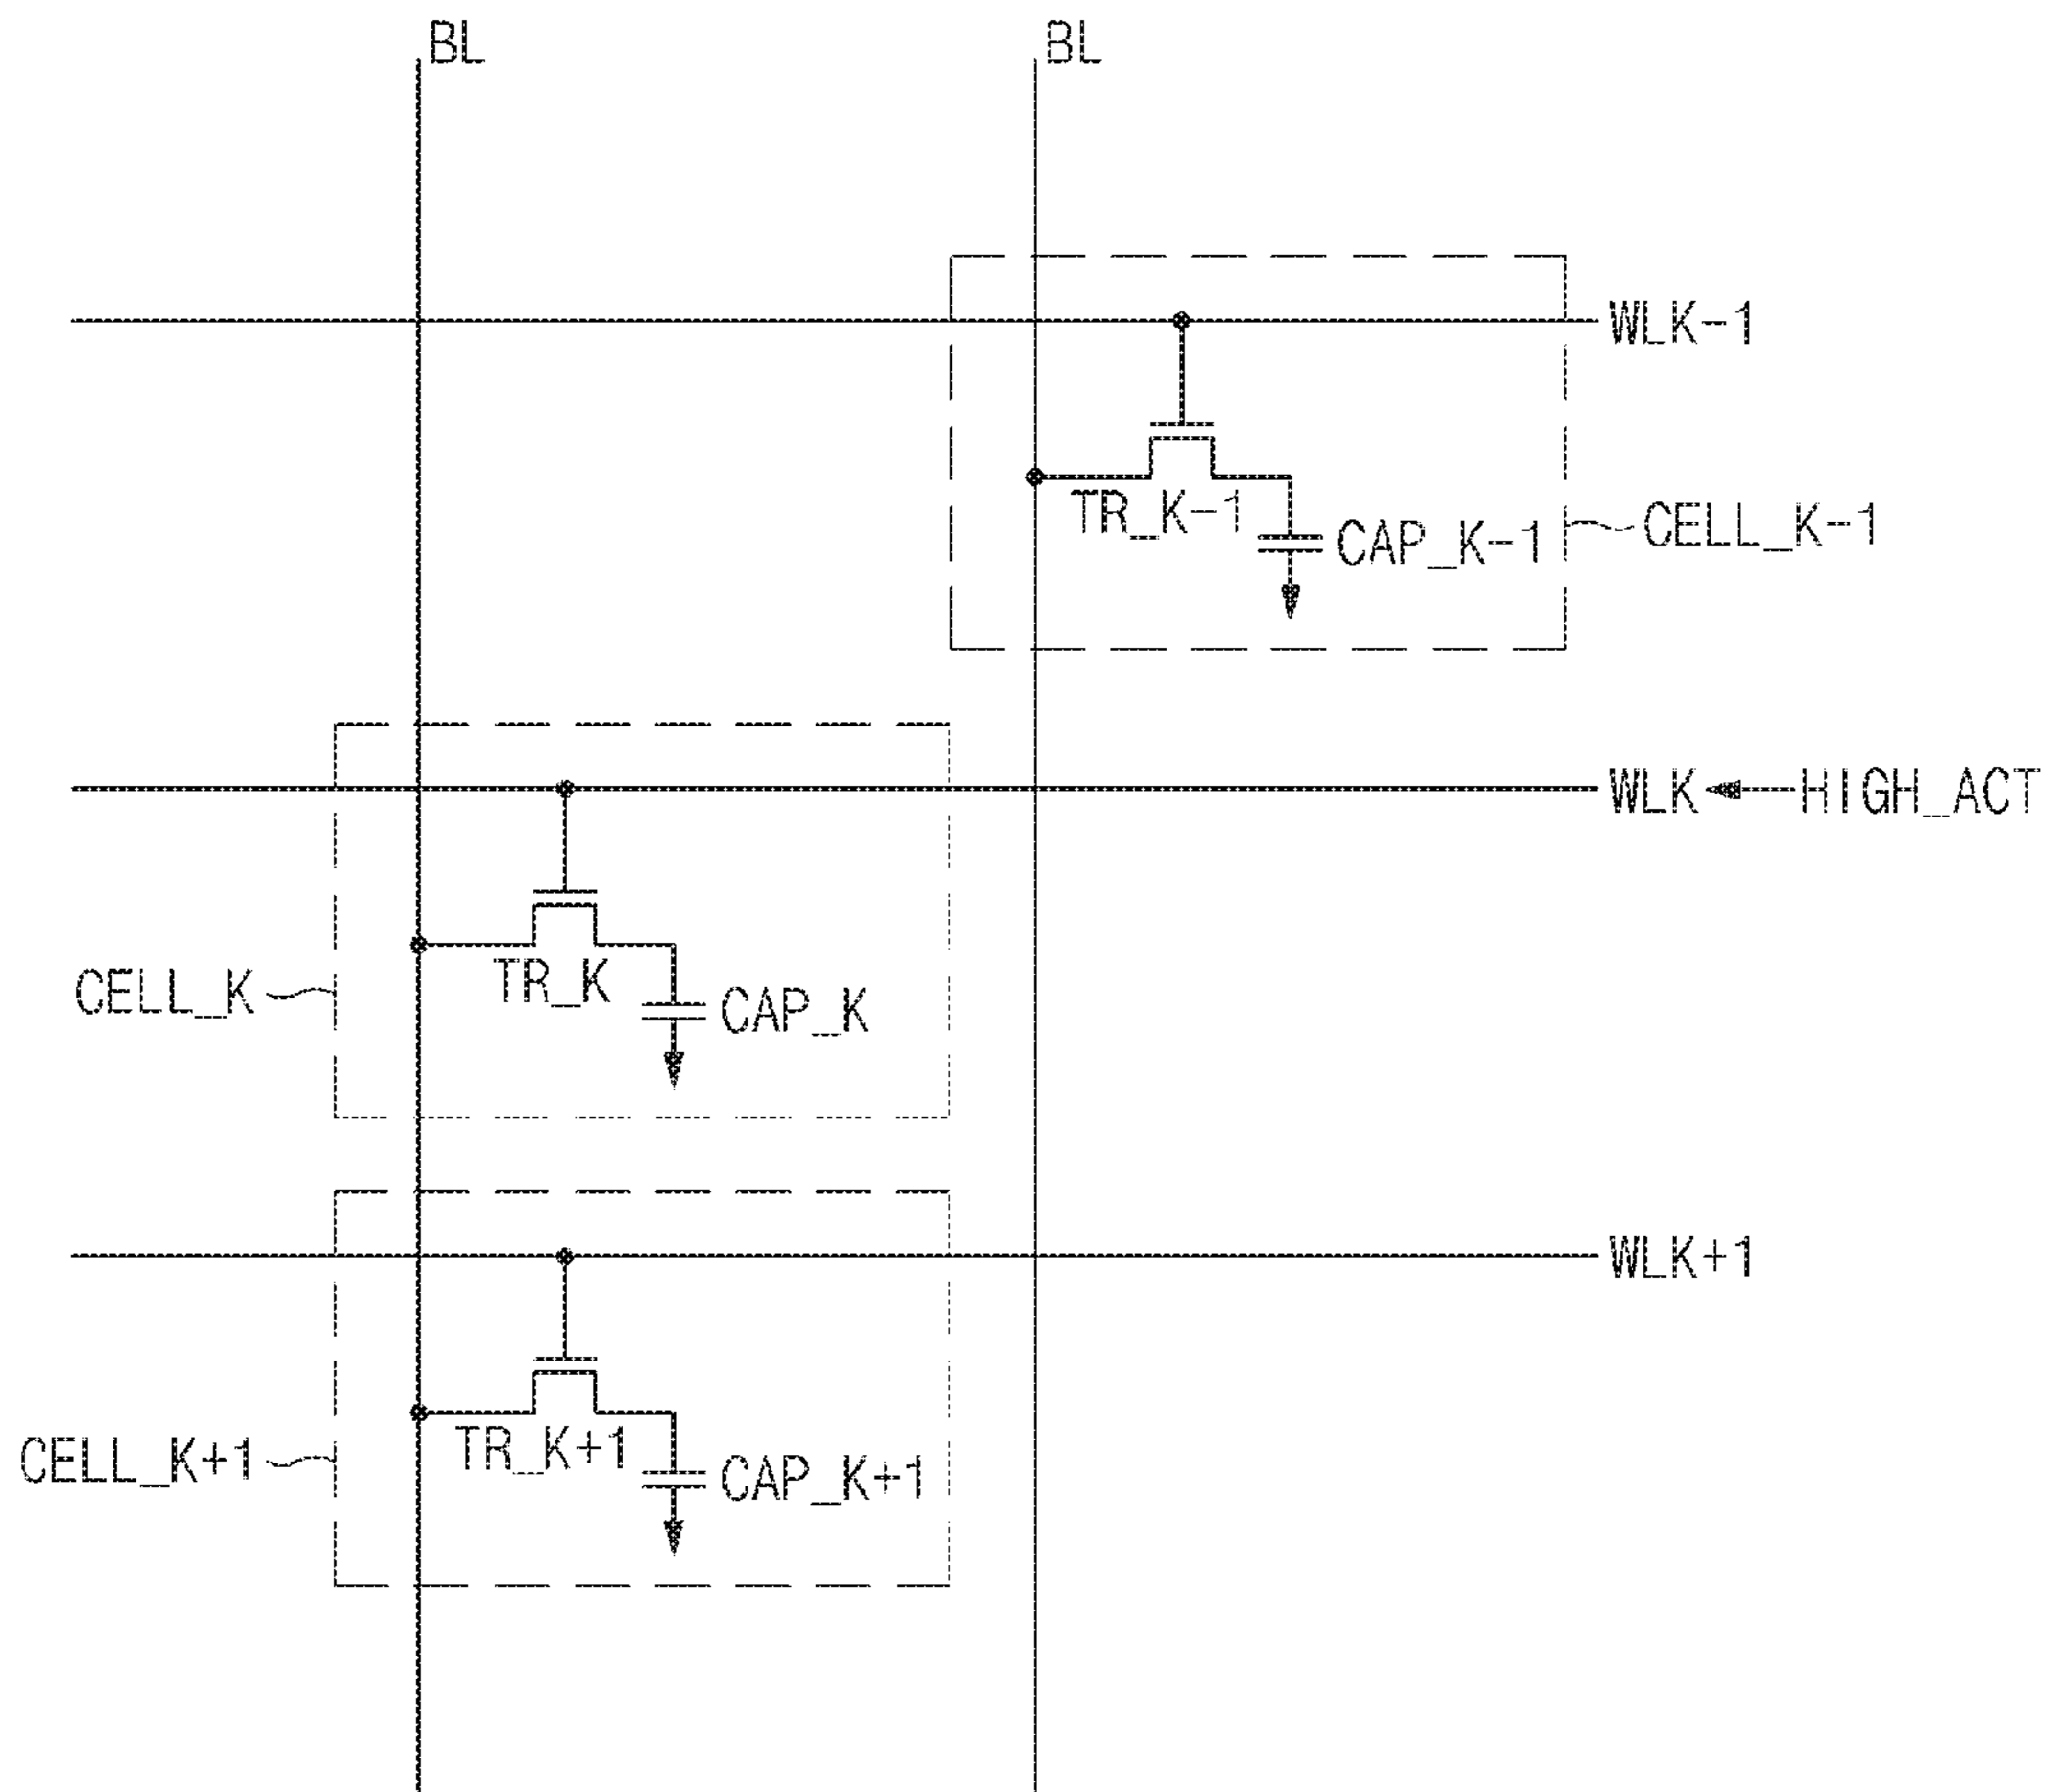 BL
BL
WLK-1
TR_K-1
CAP_K-1
CELL_K-1
WLK
HIGH_ACT
TR_K
CELL_K
CAP_K
WLK+1
TR_K+1
CELL_K+1
CAP_K+1